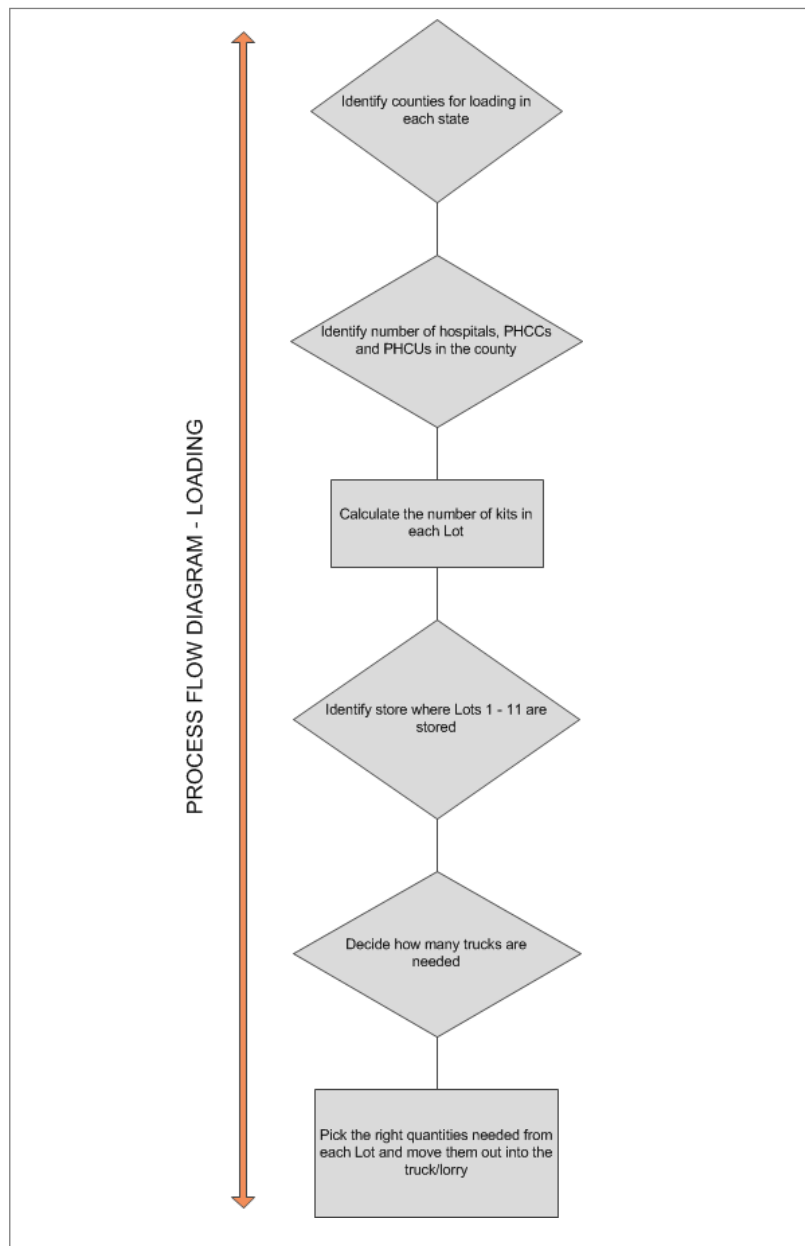 PROCESS FLOW DIAGRAM - LOADING
Identify counties for loading in
each state
Identify number of hospitals, PHCCs
and PHCUs in the county
Calculate the number of kits in
each Lot
Identify store where Lots 1 - 11 are
stored
Decide how many trucks are
needed
Pick the right quantities needed from
each Lot and move them out into the
truck/lorry